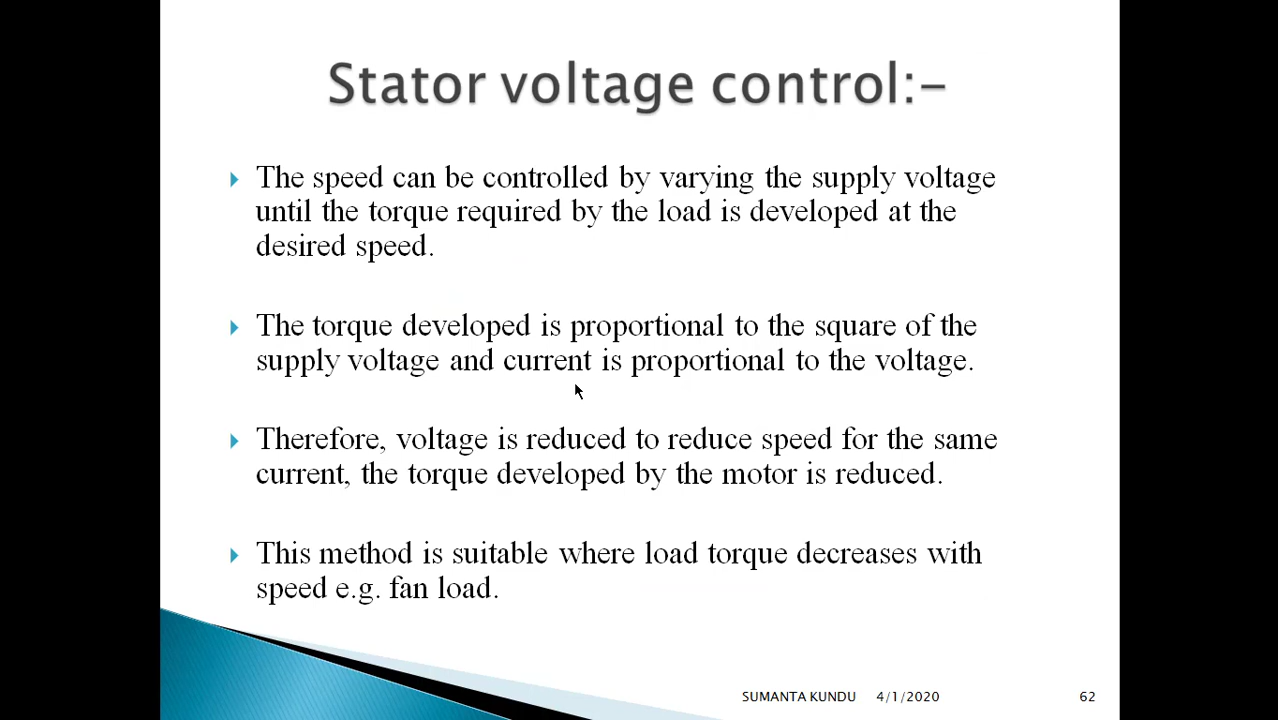 Stator voltage control:-
The speed can be controlled by varying the supply voltage
until the torque required by the load is developed at the
desired speed.
The torque developed is proportional to the square of the
supply voltage and current is proportional to the voltage.
Therefore, voltage is reduced to reduce speed for the same
current, the torque developed by the motor is reduced.
This method is suitable where load torque decreases with
speed e.g. fan load.
SUMANTA KUNDU 4/1/2020 62